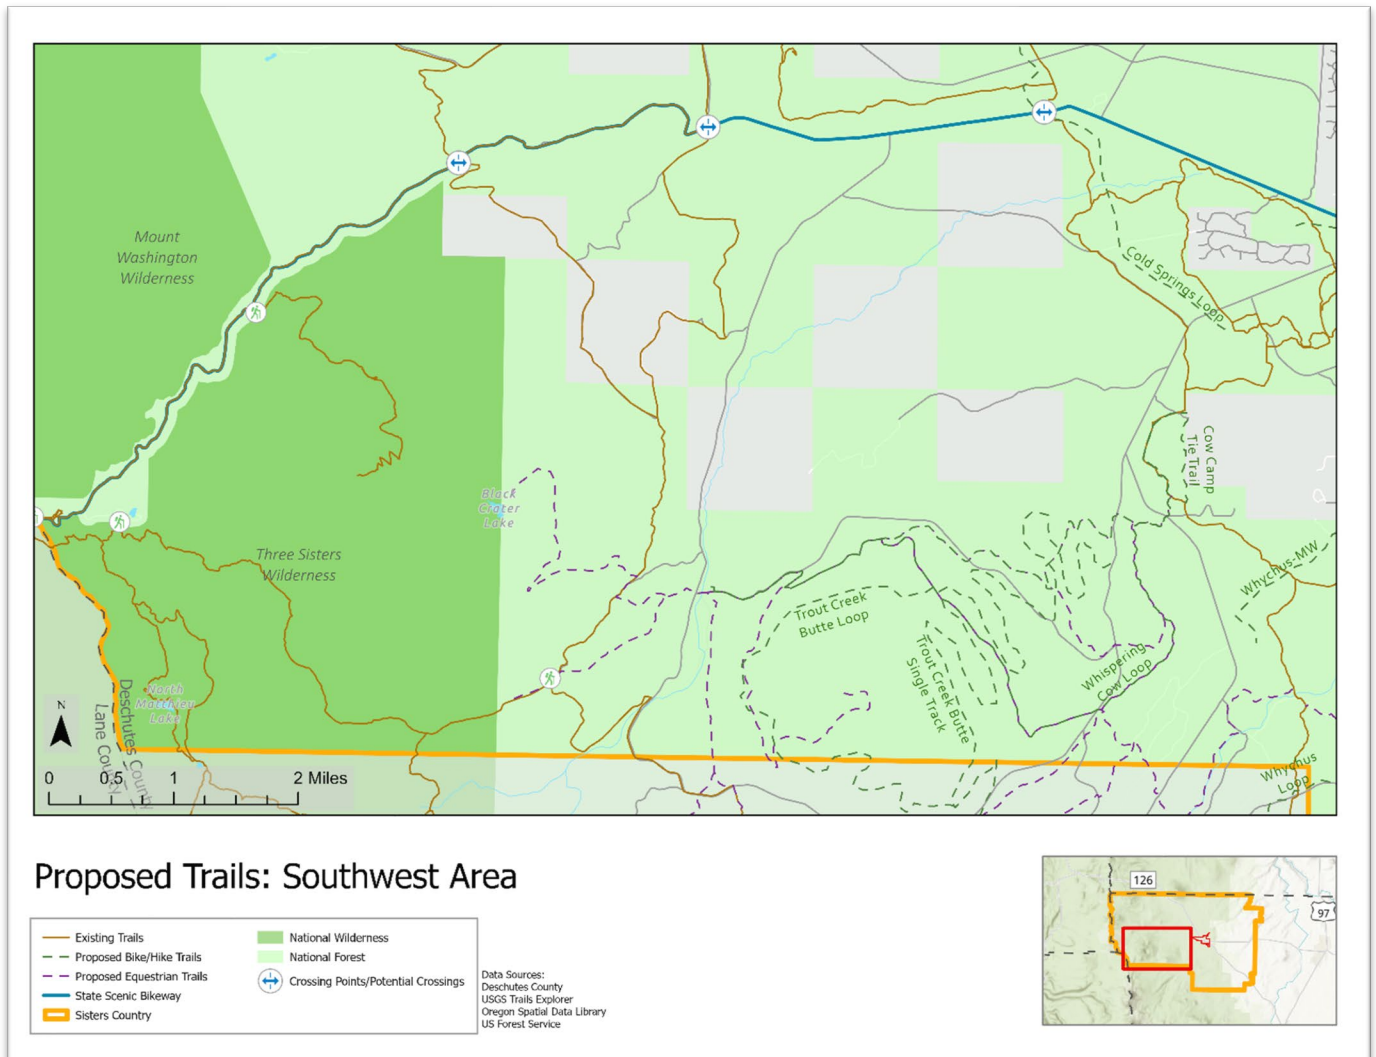 Mount
Washington
Wilderness
Cold Springs Loop
Cow Camp
Tie Trail
Black
Crater
Lake
Three Sisters
Wilderness
Whychus-MW
Trout Creek
Butte Loop
Trout Creek Butte
Single Track
Whispering
Cow Loop
North
Matthieu
Lake
Deschutes County
Lane County
N
Whychus
Loop
0 0.5 1 2 Miles
Proposed Trails: Southwest Area
Existing Trails
Proposed Bike/Hike Trails
Proposed Equestrian Trails
State Scenic Bikeway
Sisters Country
National Wilderness
National Forest
Crossing Points/Potential Crossings
Data Sources:
Deschutes County
USGS Trails Explorer
Oregon Spatial Data Library
US Forest Service
126
97